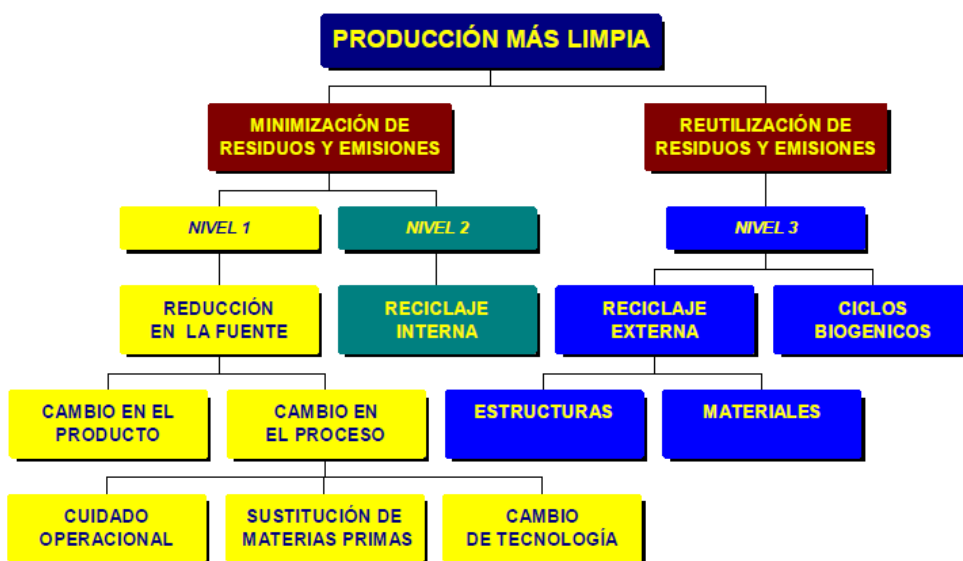 PRODUCCIÓN MÁS LIMPIA
MINIMIZACIÓN DE
RESIDUOS Y EMISIONES
REUTILIZACIÓN DE
RESIDUOS Y EMISIONES
NIVEL 1
NIVEL 2
NIVEL 3
REDUCCIÓN
EN LA FUENTE
RECICLAJE
INTERNA
RECICLAJE
EXTERNA
CICLOS
BIOGENICOS
CAMBIO EN EL
PRODUCTO
CAMBIO EN
EL PROCESO
ESTRUCTURAS
MATERIALES
CUIDADO
OPERACIONAL
SUSTITUCIÓN DE
MATERIAS PRIMAS
CAMBIO
DE TECNOLOGÍA